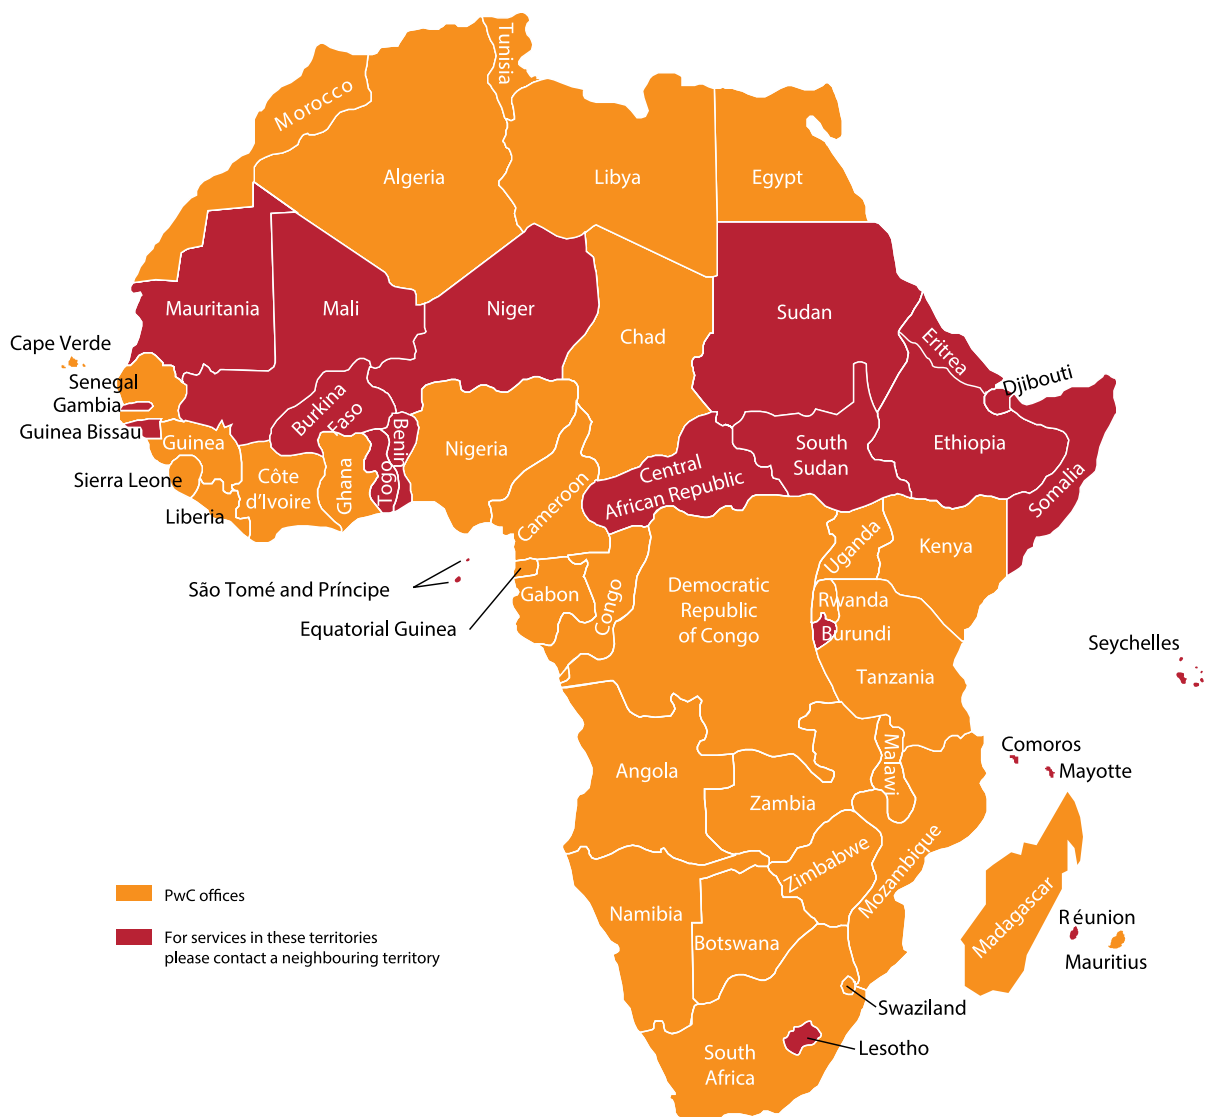 Tunisia
Morocco
Algeria
Libya
Egypt
Mauritania
Mali
Niger
Sudan
Chad
Eritrea
Cape Verde
Senegal
Gambia
Guinea Bissau
Guinea
Sierra Leone
Liberia
Côte
d'Ivoire
Burkina
Faso
Ghana
Togo
Benin
Nigeria
Cameroon
Central
African Republic
South
Sudan
Ethiopia
Djibouti
Somalia
São Tomé and Príncipe
Equatorial Guinea
Gabon
Congo
Democratic
Republic
of Congo
Uganda
Kenya
Rwanda
Burundi
Tanzania
Seychelles
Comoros
Mayotte
Angola
Zambia
Malawi
Mozambique
Zimbabwe
Namibia
Botswana
Madagascar
Réunion
Mauritius
Swaziland
Lesotho
South
Africa
PwC offices
For services in these territories
please contact a neighbouring territory